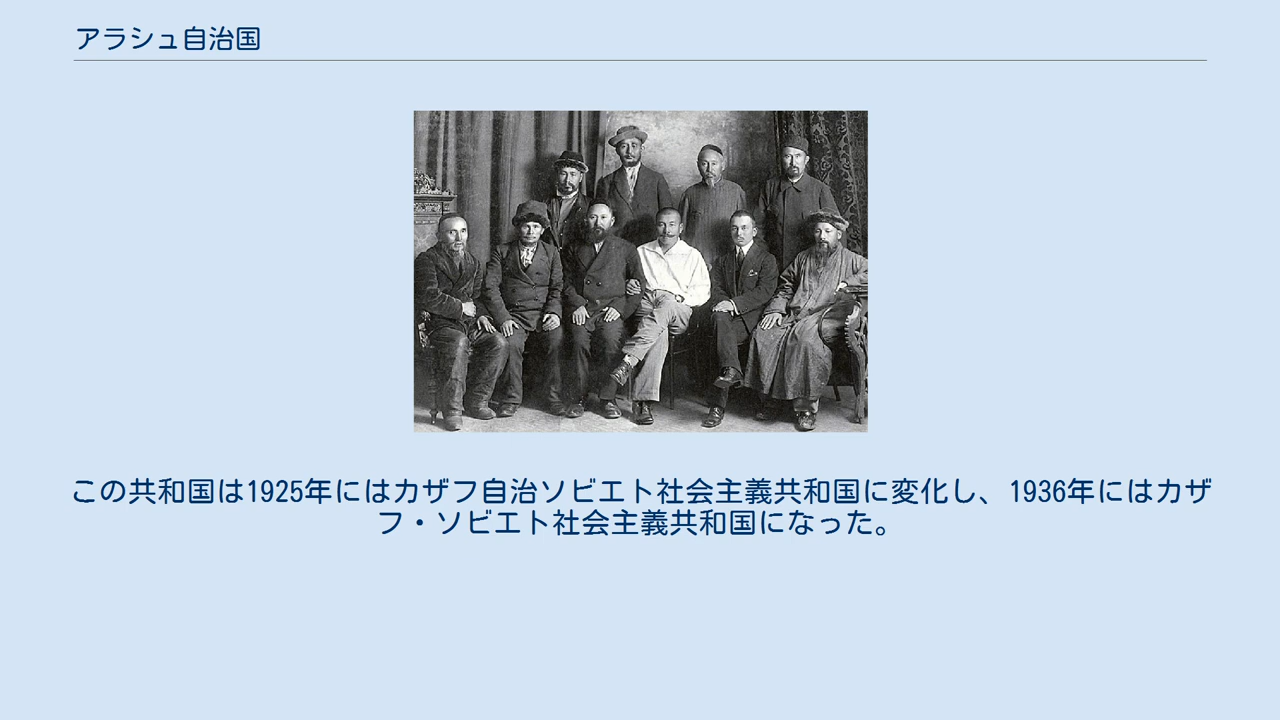 アラシュ自治国
この共和国は1925年にはカザフ自治ソビエト社会主義共和国に変化し、1936年にはカザ
フ・ソビエト社会主義共和国になった。